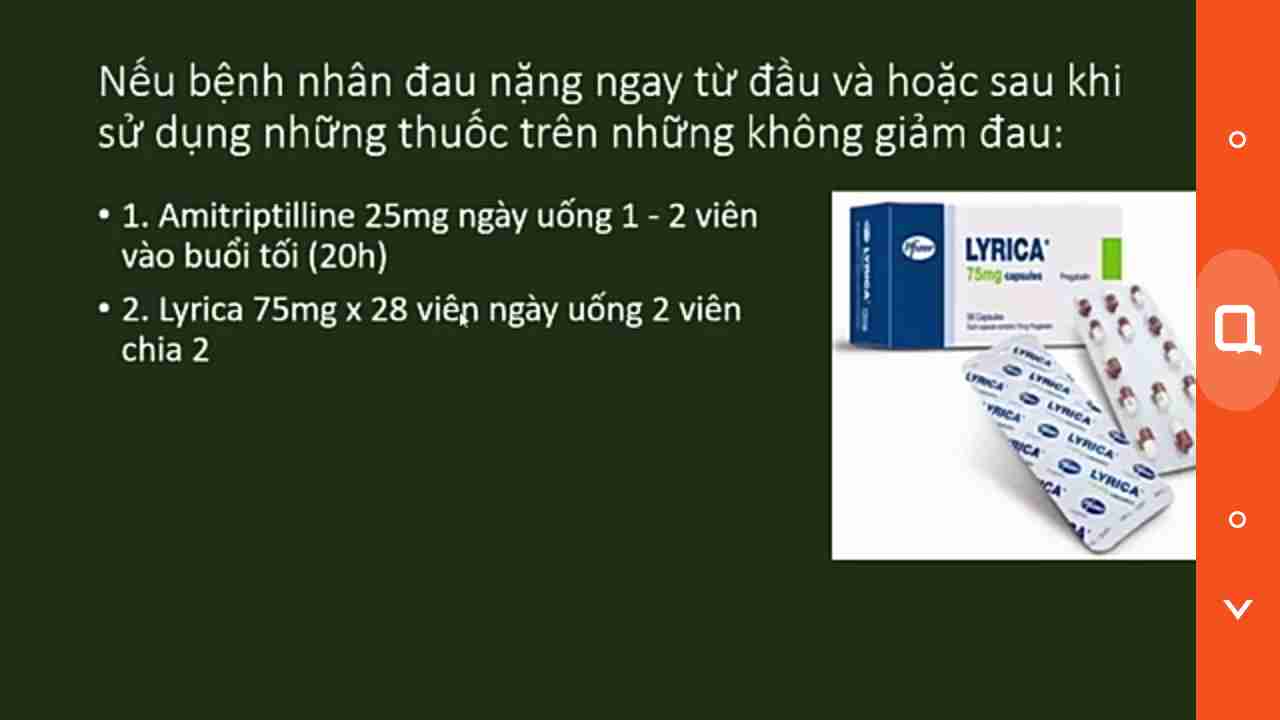 Nếu bệnh nhân đau nặng ngay từ đầu và hoặc sau khi
sử dụng những thuốc trên những không giảm đau:
• 1. Amitriptilline 25mg ngày uống 1 - 2 viên
vào buổi tối (20h)
• 2. Lyrica 75mg x 28 viên ngày uống 2 viên
chia 2
Pfizer
LYRICA
75mg capsules
Pregabalin
LYRICA
LYRICA
LYRICA
LYRICA
LYRICA
LYRICA
LYRICA